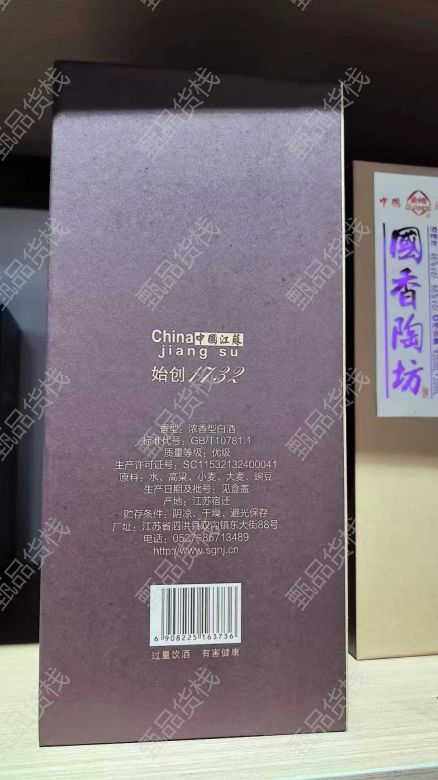 China中國江蘇
jiang su
始创1732
香型：浓香型白酒
标准代号：GB/T10781.1
质量等级：优级
生产许可证号：SC11532132400041
原料：水、高粱、小麦、大麦、豌豆
生产日期及批号：见盒盖
产地：江苏宿迁
贮存条件：阴凉、干燥、避光保存
厂址：江苏省泗洪县双沟镇东大街88号
电话：0527-86713489
http://www.sgnj.cn
6 908225 163736
过量饮酒 有害健康
中國
國香陶坊
甄品货栈